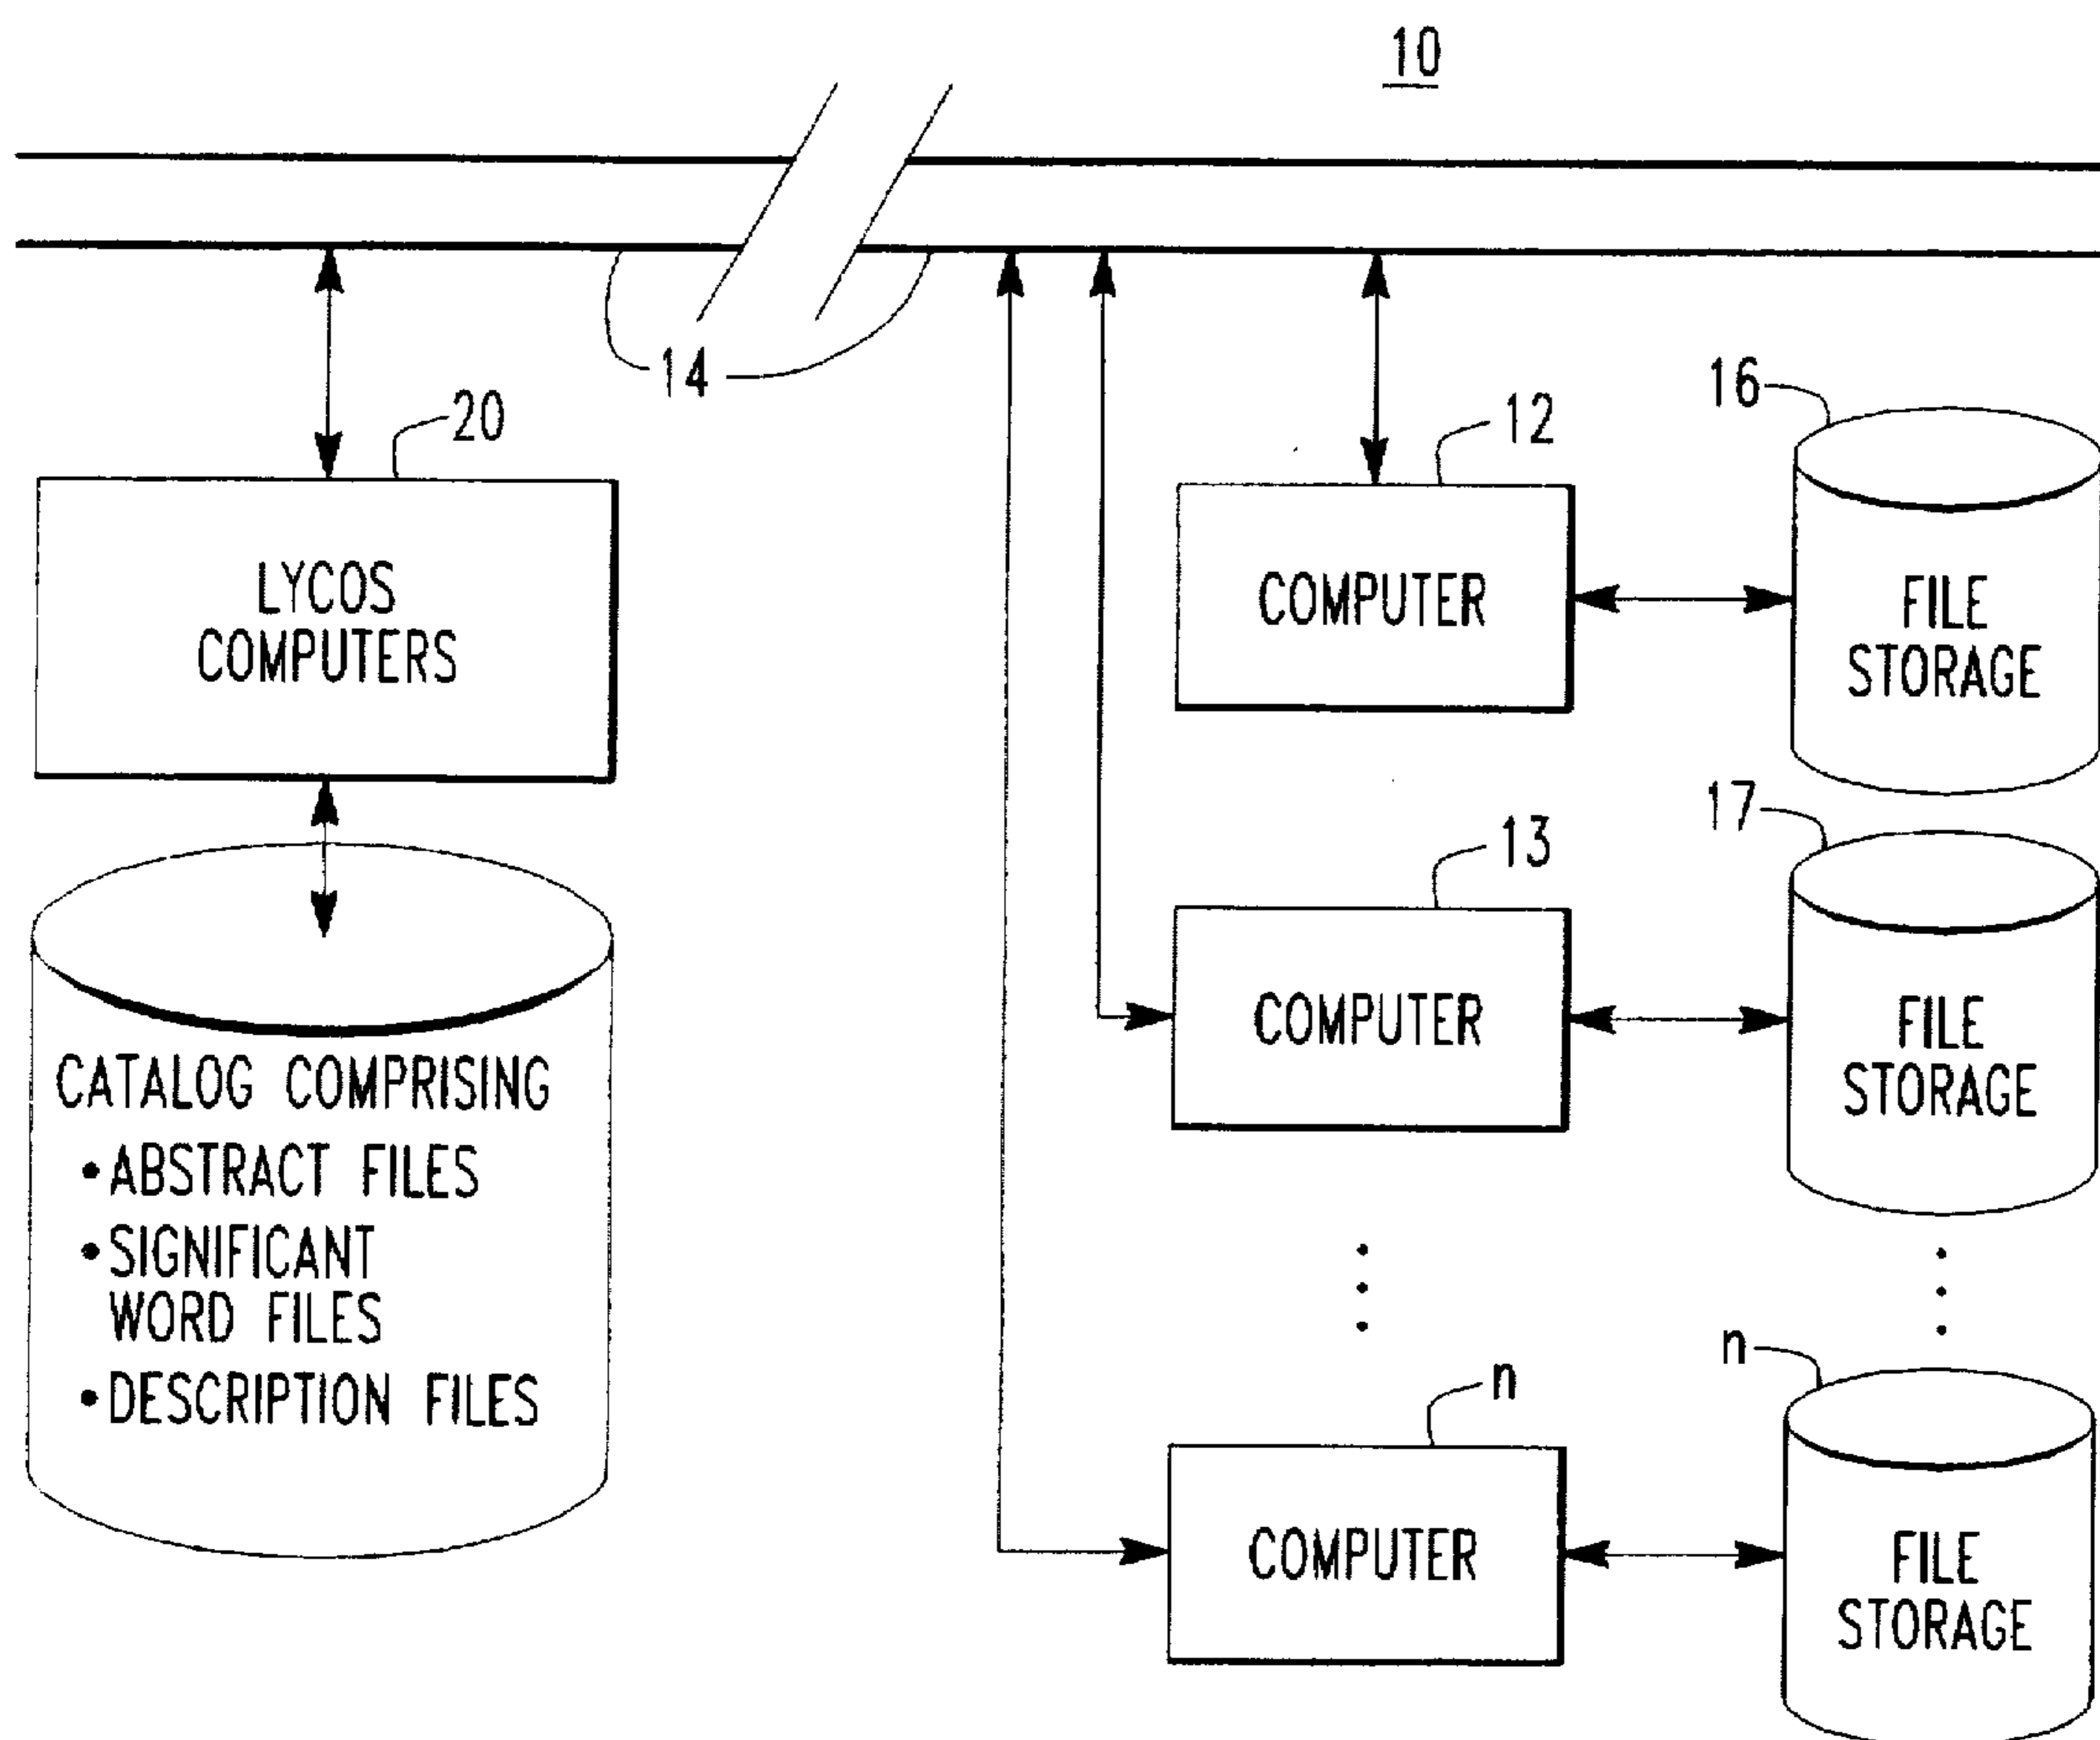 10
14
20
LYCOS
COMPUTERS
CATALOG COMPRISING
•ABSTRACT FILES
•SIGNIFICANT
WORD FILES
•DESCRIPTION FILES
12
COMPUTER
16
FILE
STORAGE
13
COMPUTER
17
FILE
STORAGE
n
COMPUTER
n
FILE
STORAGE